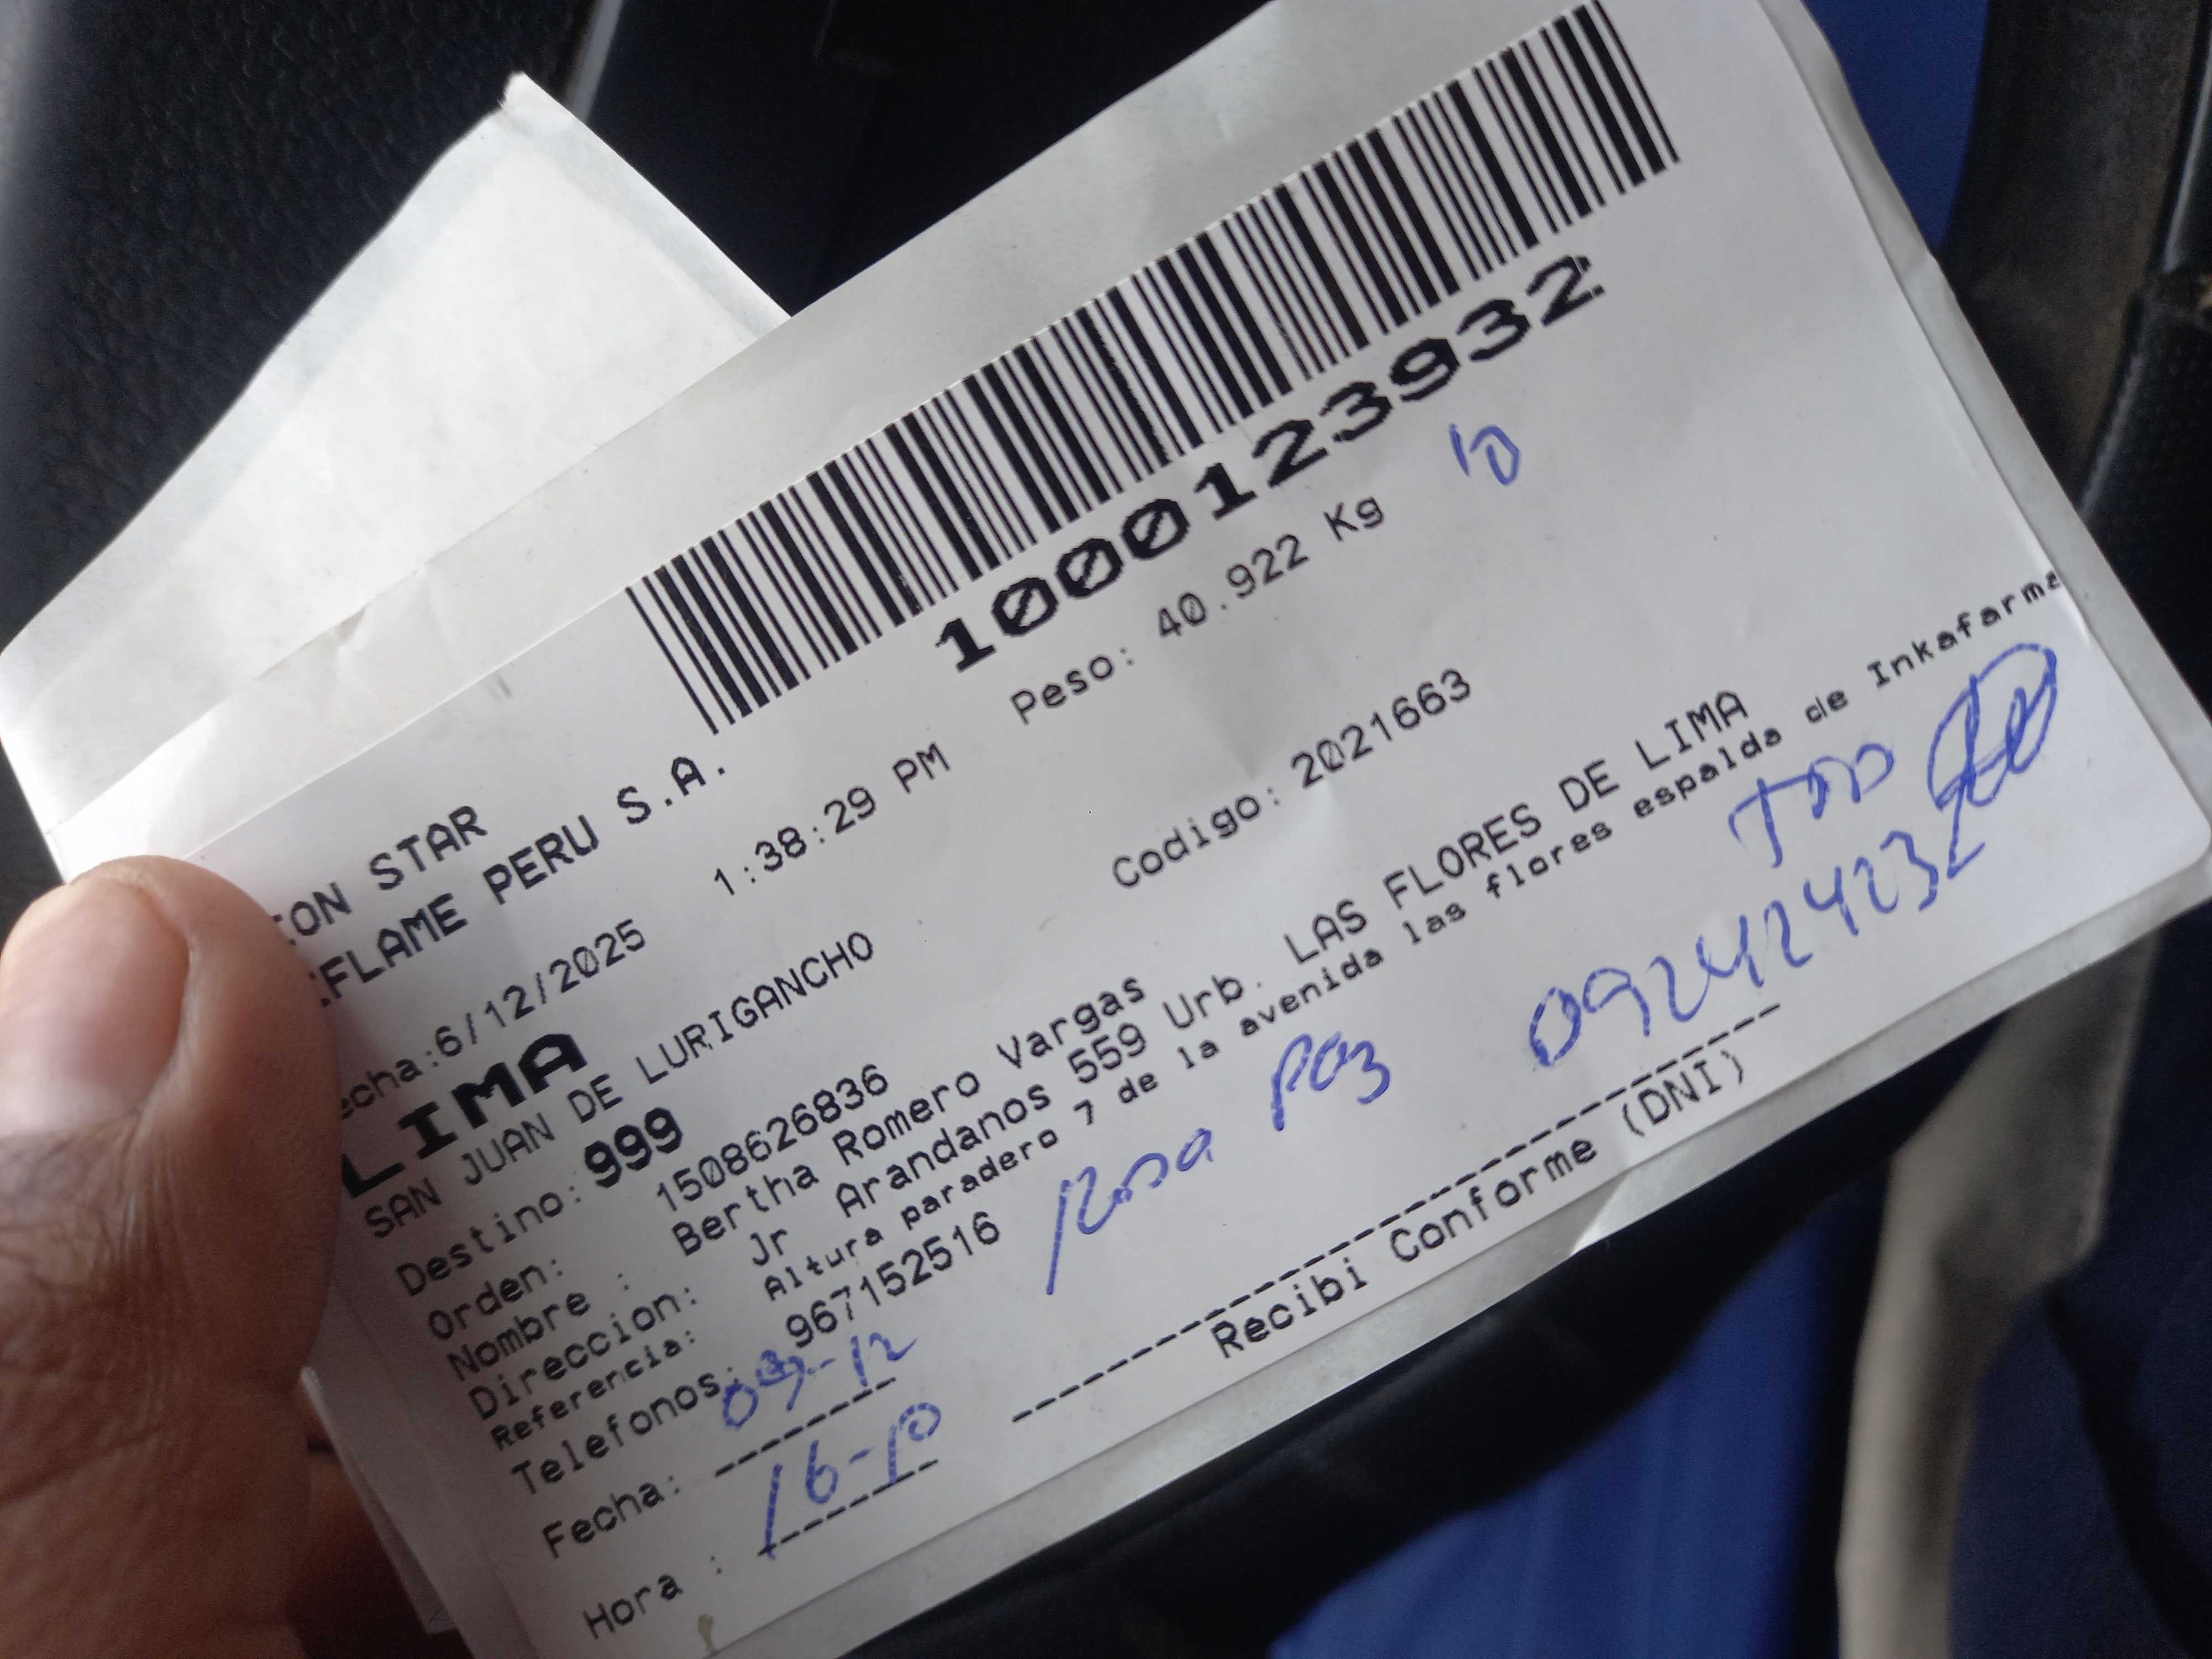 1000123932
ION STAR
EFLAME PERU S.A.
echa:6/12/2025 1:38:29 PM Peso: 40.922 Kg 10
LIMA
SAN JUAN DE LURIGANCHO Codigo: 2021663
Destino: 999
Orden: 1508626836
Nombre : Bertha Romero Vargas
Direccion: Jr Arandanos 559 Urb. LAS FLORES DE LIMA
Referencia: Altura paradero 7 de la avenida las flores espalda de Inkafarma
Telefonos: 967152516
Rosa Paz
Fecha: 09-12
Hora : 16-10
Recibi Conforme (DNI)